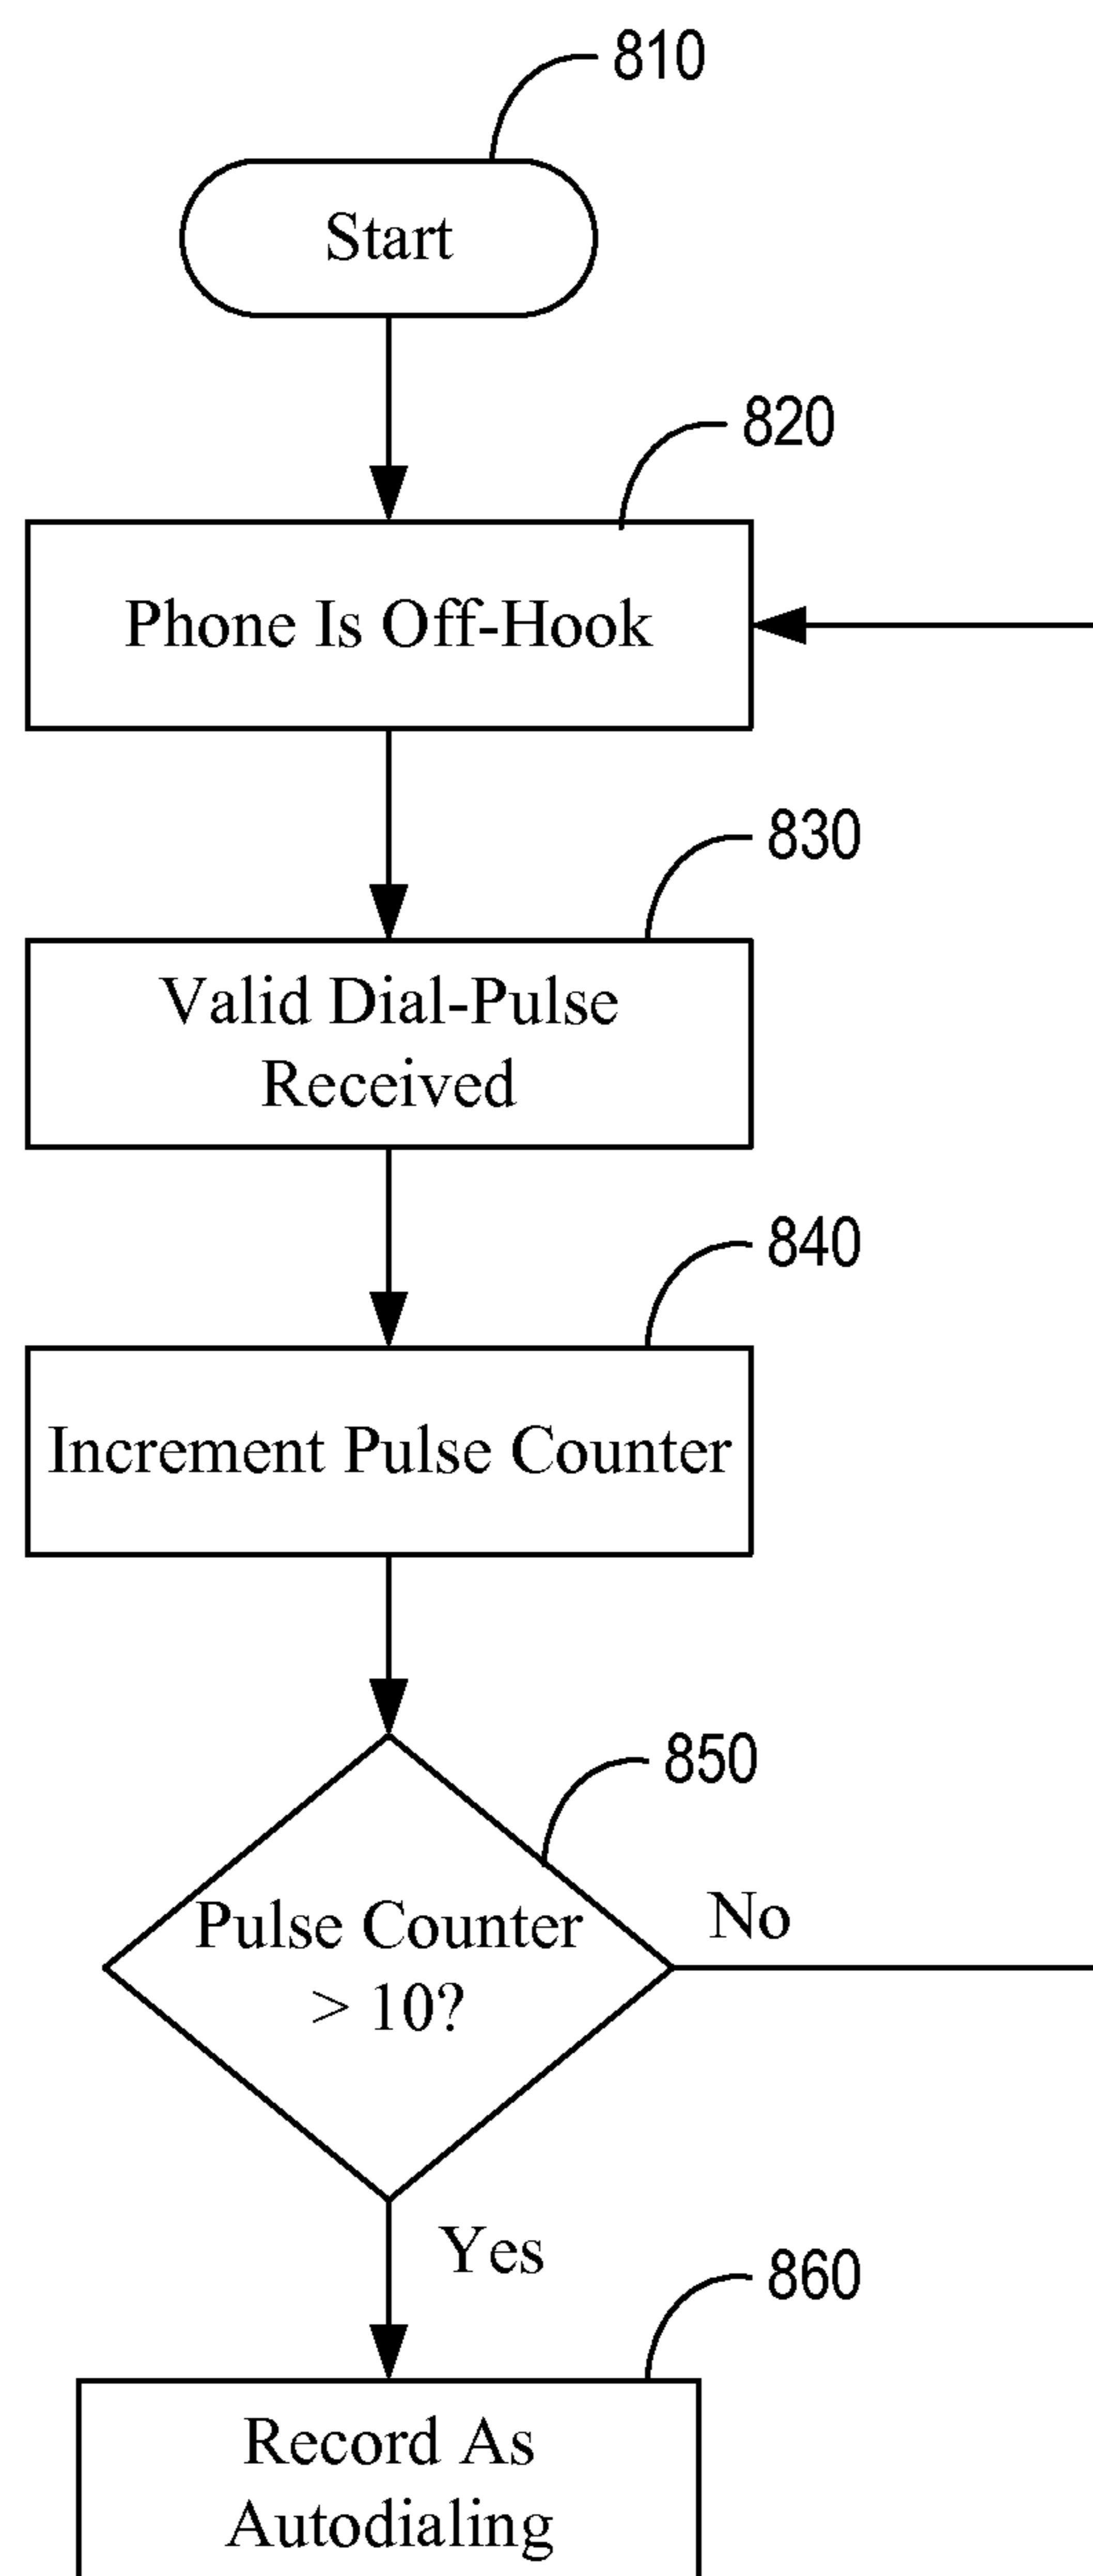 810
Start
820
Phone Is Off-Hook
830
Valid Dial-Pulse
Received
840
Increment Pulse Counter
850
Pulse Counter
> 10?
No
Yes
860
Record As
Autodialing